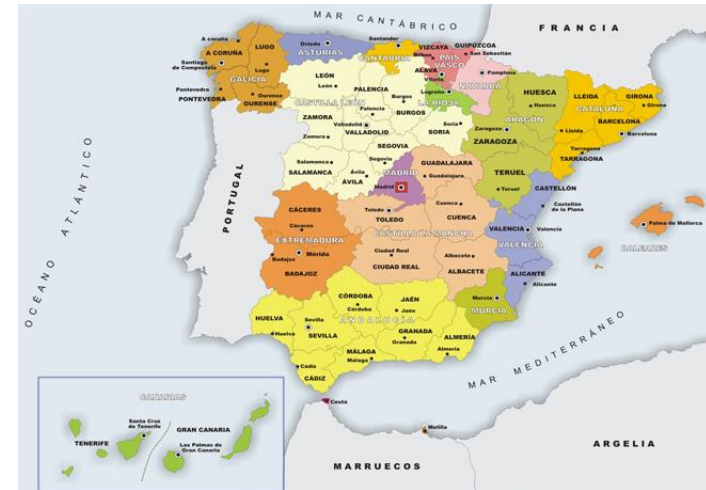 MAR CANTÁBRICO
FRANCIA
A coruña
A CORUÑA
LUGO
Lugo
Santiago
de Compostela
GALICIA
Pontevedra
PONTEVEDRA
Ourense
OURENSE
Oviedo
ASTURIAS
Santander
CANTABRIA
VIZCAYA
Bilbao
GUIPÚZCOA
San Sebastián
PAIS
VASCO
ALAVA
Vitoria
Pamplona
NAVARRA
Logroño
LA RIOJA
LEÓN
León
PALENCIA
Palencia
Burgos
BURGOS
CASTILLA LEÓN
ZAMORA
Zamora
Valladolid
VALLADOLID
Soria
SORIA
SEGOVIA
Segovia
Salamanca
SALAMANCA
Ávila
ÁVILA
HUESCA
Huesca
ARAGÓN
Zaragoza
ZARAGOZA
TERUEL
Teruel
LLEIDA
Lleida
GIRONA
Girona
CATALUÑA
BARCELONA
Barcelona
Tarragona
TARRAGONA
MADRID
Madrid
GUADALAJARA
Guadalajara
Toledo
TOLEDO
Cuenca
CUENCA
CASTILLA LA MANCHA
Ciudad Real
CIUDAD REAL
Albacete
ALBACETE
CASTELLÓN
Castellón
de la Plana
VALENCIA
Valencia
VALENCIA
ALICANTE
Alicante
Palma de Mallorca
BALEARES
CÁCERES
Cáceres
EXTREMADURA
Badajoz
Mérida
BADAJOZ
Murcia
MURCIA
CÓRDOBA
Córdoba
JAÉN
Jaén
HUELVA
Huelva
Sevilla
SEVILLA
ANDALUCÍA
GRANADA
Granada
ALMERÍA
Almería
MÁLAGA
Málaga
Cádiz
CÁDIZ
OCÉANO ATLÁNTICO
PORTUGAL
MAR MEDITERRÁNEO
CANARIAS
Santa Cruz
de Tenerife
TENERIFE
GRAN CANARIA
Las Palmas de
Gran Canaria
Ceuta
Melilla
MARRUECOS
ARGELIA